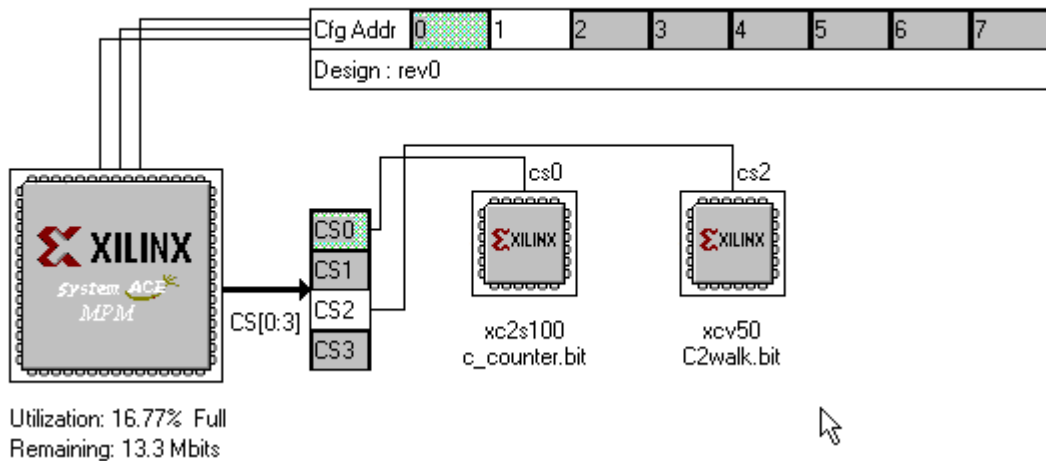 Cfg Addr 0 1 2 3 4 5 6 7
Design : rev0
cs0 cs2
XILINX
System ACE
MPM
CS[0:3]
CS0
CS1
CS2
CS3
XILINX
xc2s100
c_counter.bit
XILINX
xcv50
C2walk.bit
Utilization: 16.77% Full
Remaining: 13.3 Mbits